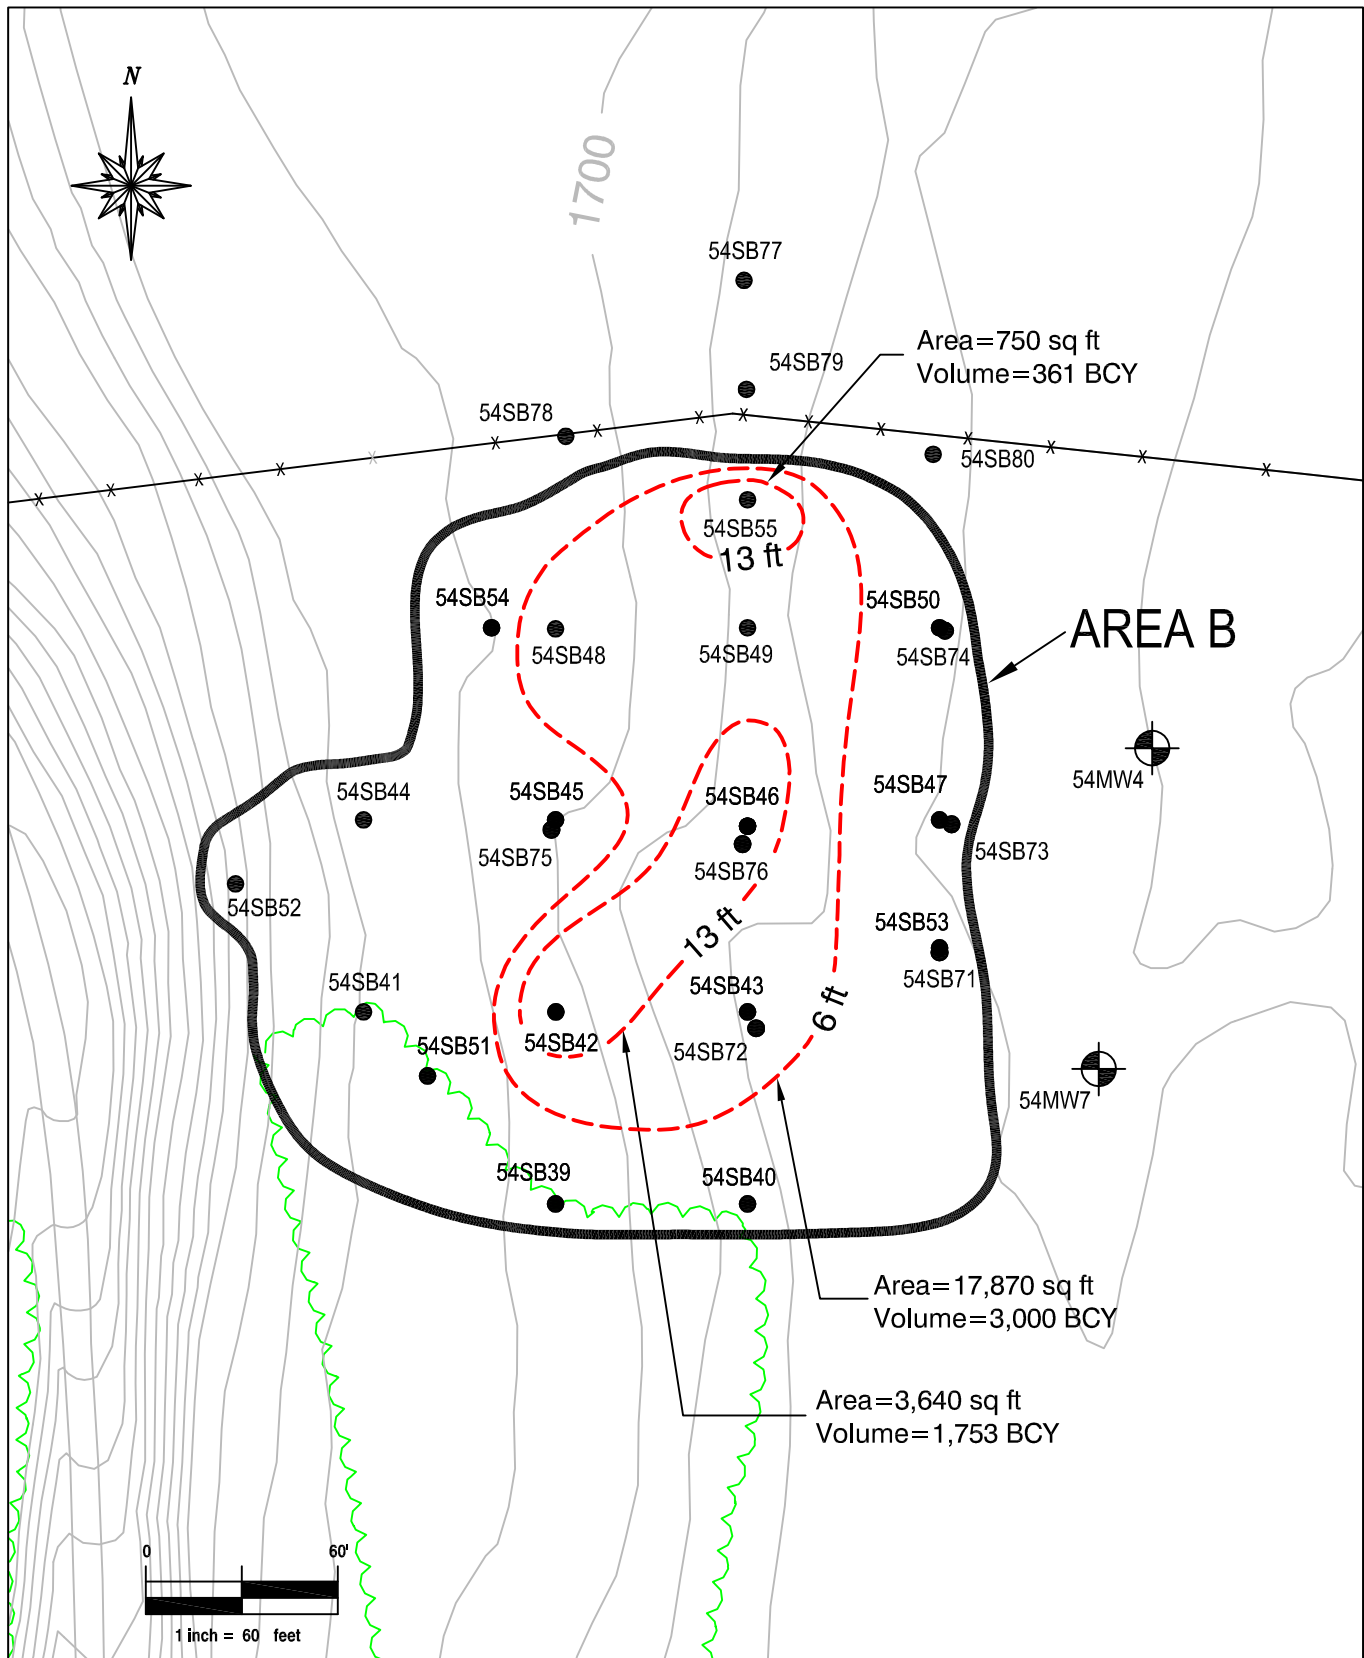 N
1700
54SB77
Area=750 sq ft
Volume=361 BCY
54SB79
54SB78
54SB80
54SB55
13 ft
54SB54
54SB50
AREA B
54SB48
54SB49
54SB74
54MW4
54SB44
54SB45
54SB46
54SB47
54SB75
54SB76
54SB73
54SB52
13 ft
54SB53
54SB71
54SB41
54SB43
6 ft
54SB42
54SB72
54SB51
54MW7
54SB39
54SB40
Area=17,870 sq ft
Volume=3,000 BCY
Area=3,640 sq ft
Volume=1,753 BCY
0 60'
1 inch = 60 feet